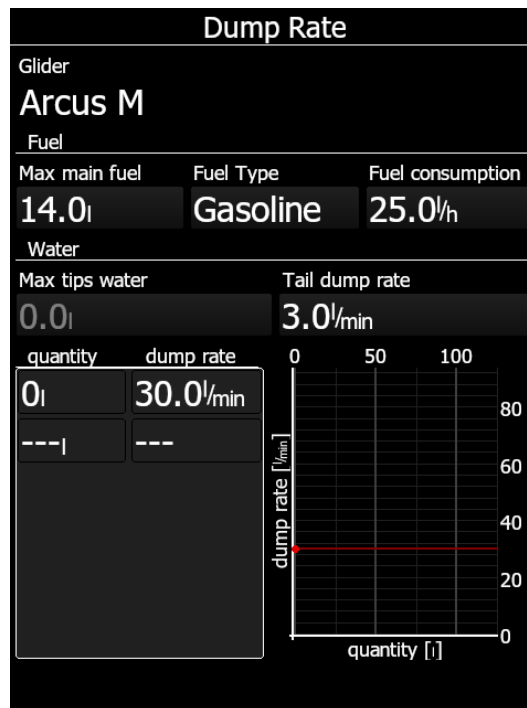 Dump Rate
Glider
Arcus M
Fuel
Max main fuel Fuel Type Fuel consumption
14.0l Gasoline 25.0l/h
Water
Max tips water Tail dump rate
0.0l 3.0l/min
quantity dump rate
0l 30.0l/min
---l ---
0 50 100
80
60
40
20
0
dump rate [l/min]
quantity [l]